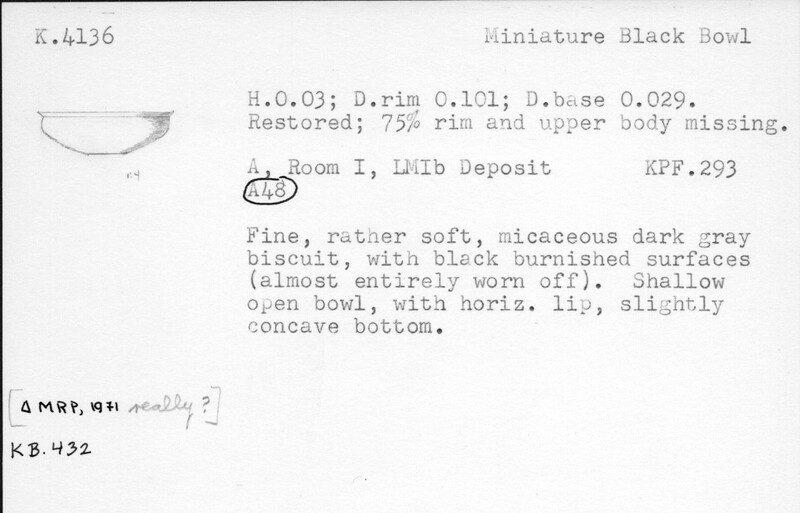 K.4136
Miniature Black Bowl
H.0.03; D.rim 0.101; D.base 0.029.
Restored; 75% rim and upper body missing.
A, Room I, LMIb Deposit KPF.293
A48
Fine, rather soft, micaceous dark gray
biscuit, with black burnished surfaces
(almost entirely worn off). Shallow
open bowl, with horiz. lip, slightly
concave bottom.
[Δ MRP, 1971 really?]
KB.432